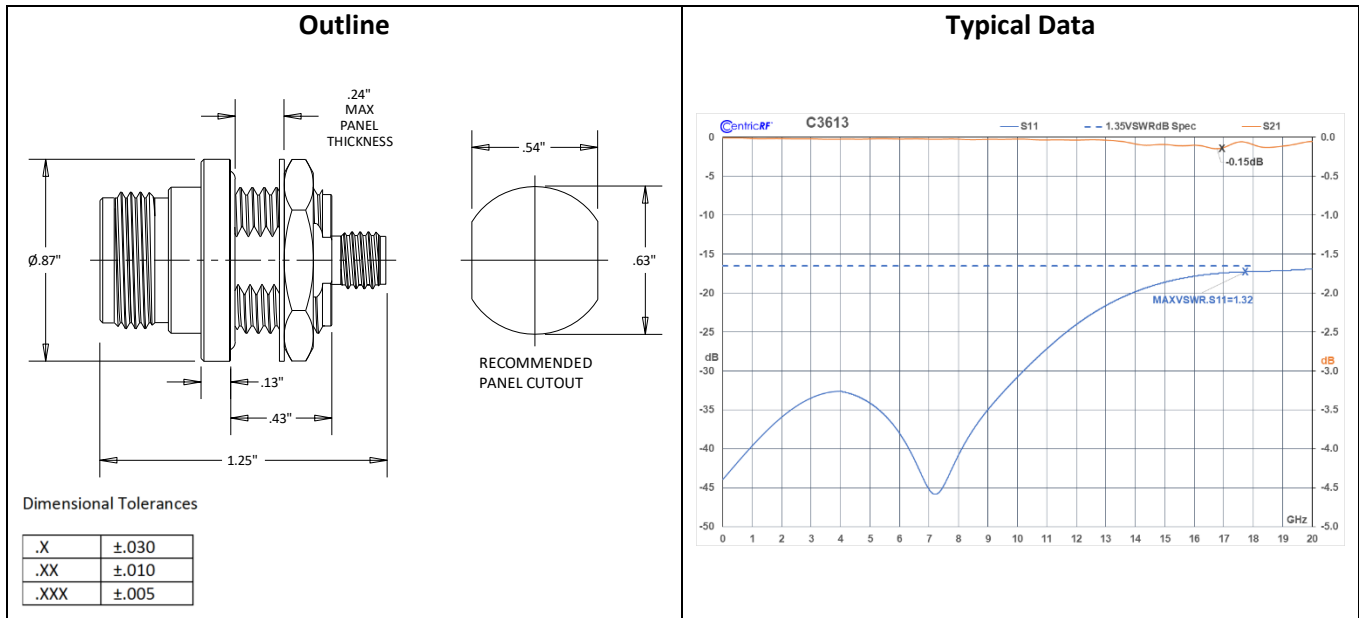 Outline
.24"
MAX
PANEL
THICKNESS
Ø.87"
.54"
.63"
RECOMMENDED
PANEL CUTOUT
.13"
.43"
1.25"
Dimensional Tolerances
.X ±.030
.XX ±.010
.XXX ±.005
Typical Data
CentricRF C3613 S11 1.35VSWRdB Spec S21
0 0.0
-0.15dB
-5 -0.5
-10 -1.0
-15 -1.5
-20 -2.0
MAXVSWR.S11=1.32
-25 -2.5
dB dB
-30 -3.0
-35 -3.5
-40 -4.0
-45 -4.5
GHz
-50 -5.0
0 1 2 3 4 5 6 7 8 9 10 11 12 13 14 15 16 17 18 19 20